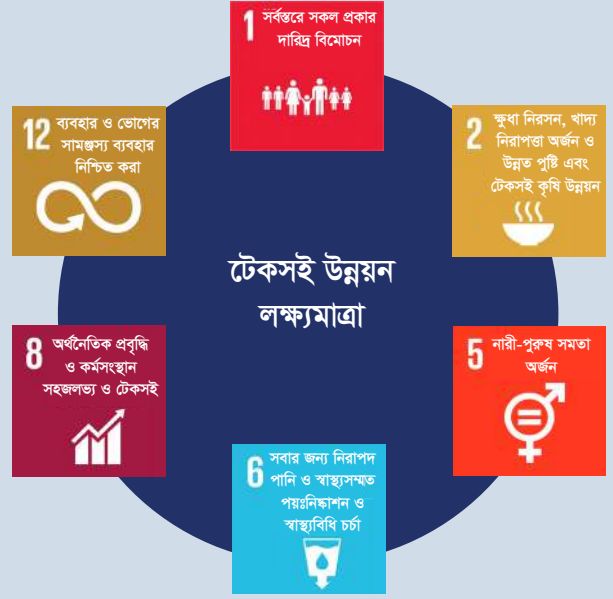 1
সর্বস্তরে সকল প্রকার
দারিদ্র বিমোচন
2
ক্ষুধা নিরসন, খাদ্য
নিরাপত্তা অর্জন ও
উন্নত পুষ্টি এবং
টেকসই কৃষি উন্নয়ন
5
নারী-পুরুষ সমতা
অর্জন
6
সবার জন্য নিরাপদ
পানি ও স্বাস্থ্যসম্মত
পয়ঃনিষ্কাশন ও
স্বাস্থ্যবিধি চর্চা
8
অর্থনৈতিক প্রবৃদ্ধি
ও কর্মসংস্থান
সহজলভ্য ও টেকসই
12
ব্যবহার ও ভোগের
সামঞ্জস্য ব্যবহার
নিশ্চিত করা
টেকসই উন্নয়ন
লক্ষ্যমাত্রা